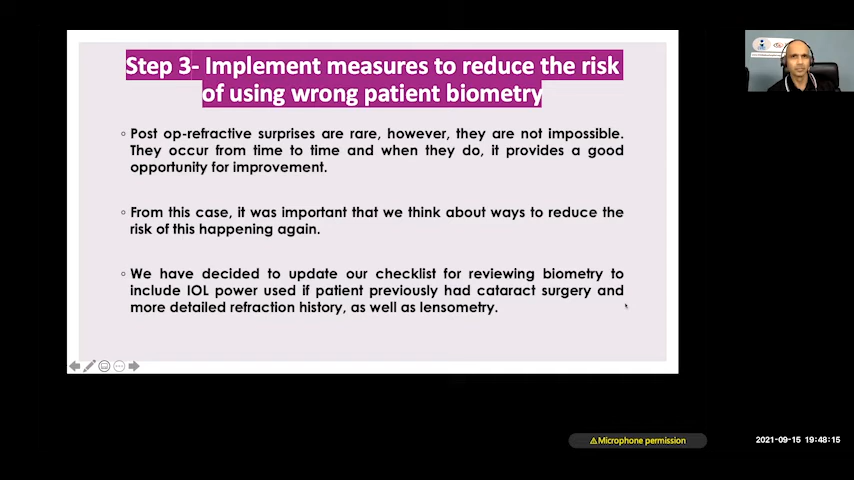 Step 3- Implement measures to reduce the risk
of using wrong patient biometry
Post op-refractive surprises are rare, however, they are not impossible.
They occur from time to time and when they do, it provides a good
opportunity for improvement.
From this case, it was important that we think about ways to reduce the
risk of this happening again.
We have decided to update our checklist for reviewing biometry to
include IOL power used if patient previously had cataract surgery and
more detailed refraction history, as well as lensometry.
Microphone permission
2021-09-15 19:48:15